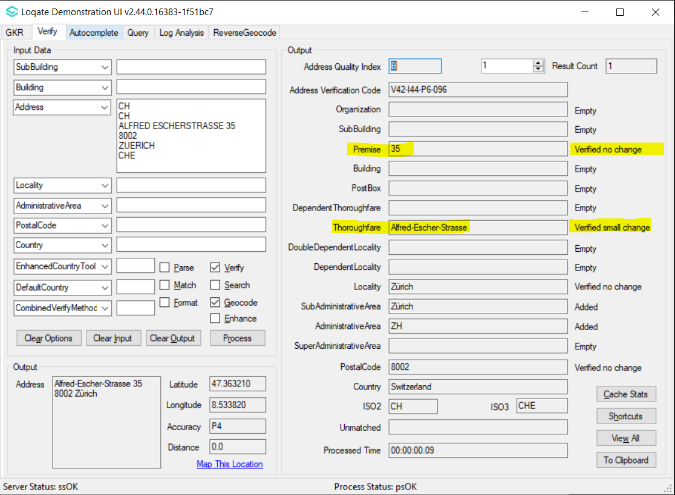 Loqate Demonstration UI v2.44.0.16383-1f51bc7
GKR Verify Autocomplete Query Log Analysis ReverseGeocode
Input Data
SubBuilding
Building
Address
CH
CH
ALFRED ESCHERSTRASSE 35
8002
ZUERICH
CHE
Locality
AdministrativeArea
PostalCode
Country
EnhancedCountryTool
DefaultCountry
CombinedVerifyMethod
Parse
Verify
Match
Search
Format
Geocode
Enhance
Clear Options
Clear Input
Clear Output
Process
Output
Address
Alfred-Escher-Strasse 35
8002 Zürich
Latitude 47.363210
Longitude 8.533820
Accuracy P4
Distance 0.0
Map This Location
Output
Address Quality Index B 1 Result Count 1
Address Verification Code V42-I44-P6-096
Organization Empty
SubBuilding Empty
Premise 35 Verified no change
Building Empty
PostBox Empty
DependentThoroughfare Empty
Thoroughfare Alfred-Escher-Strasse Verified small change
DoubleDependentLocality Empty
DependentLocality Empty
Locality Zürich Verified no change
SubAdministrativeArea Zürich Added
AdministrativeArea ZH Added
SuperAdministrativeArea Empty
PostalCode 8002 Verified no change
Country Switzerland
ISO2 CH ISO3 CHE
Unmatched
Processed Time 00:00:00.09
Cache Stats
Shortcuts
View All
To Clipboard
Server Status: ssOK
Process Status: psOK